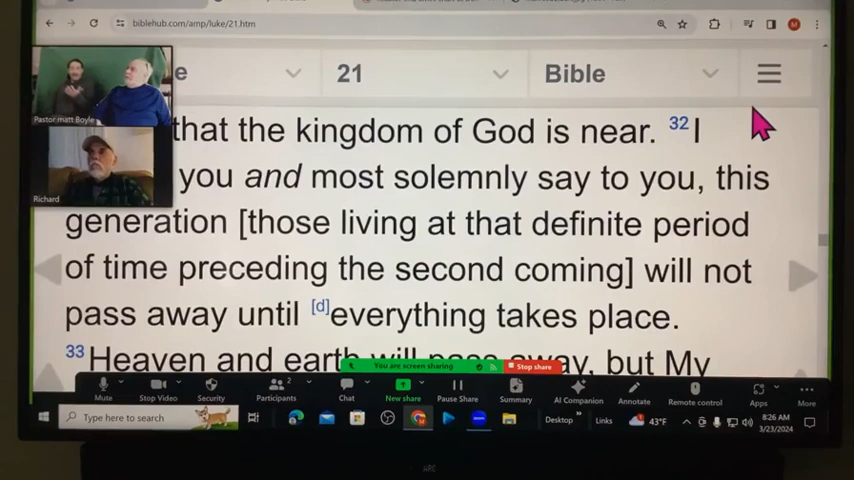 biblehub.com/amp/luke/21.htm
e
21
Bible
Pastor matt Boyle
Richard
that the kingdom of God is near. 32 I
you and most solemnly say to you, this
generation [those living at that definite period
of time preceding the second coming] will not
pass away until [d]everything takes place.
33 Heaven and earth will pass away, but My
You are screen sharing
Stop share
Mute
Stop Video
Security
Participants
2
Chat
New share
Pause Share
Summary
AI Companion
Annotate
Remote control
Apps
More
Type here to search
Desktop
Links
43°F
8:26 AM
3/23/2024